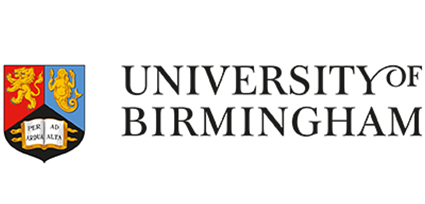 UNIVERSITY OF
BIRMINGHAM
PER AD
ARDUA ALTA